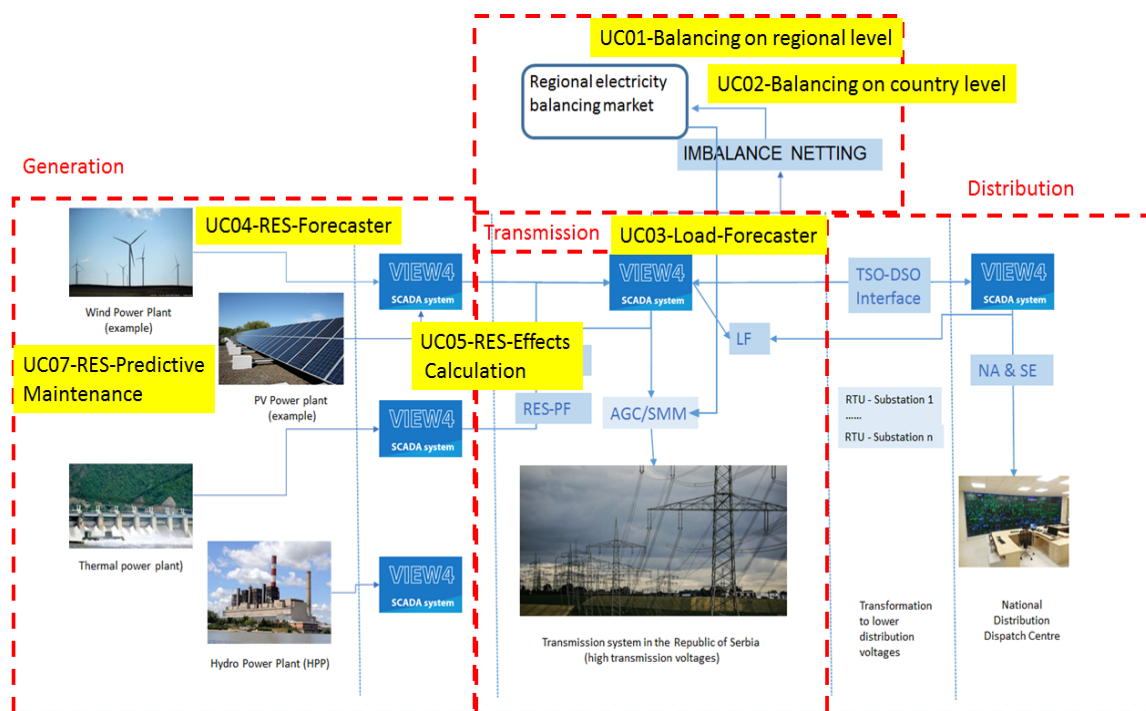 UC01-Balancing on regional level
Regional electricity
balancing market
UC02-Balancing on country level
IMBALANCE NETTING
Generation
Distribution
UC04-RES-Forecaster
Transmission
UC03-Load-Forecaster
VIEW4
SCADA system
VIEW4
SCADA system
TSO-DSO
Interface
VIEW4
SCADA system
Wind Power Plant
(example)
UC05-RES-Effects
Calculation
LF
UC07-RES-Predictive
Maintenance
NA & SE
PV Power plant
(example)
VIEW4
SCADA system
RES-PF
AGC/SMM
RTU - Substation 1
......
RTU - Substation n
Thermal power plant)
VIEW4
SCADA system
Hydro Power Plant (HPP)
Transmission system in the Republic of Serbia
(high transmission voltages)
Transformation
to lower
distribution
voltages
National
Distribution
Dispatch Centre